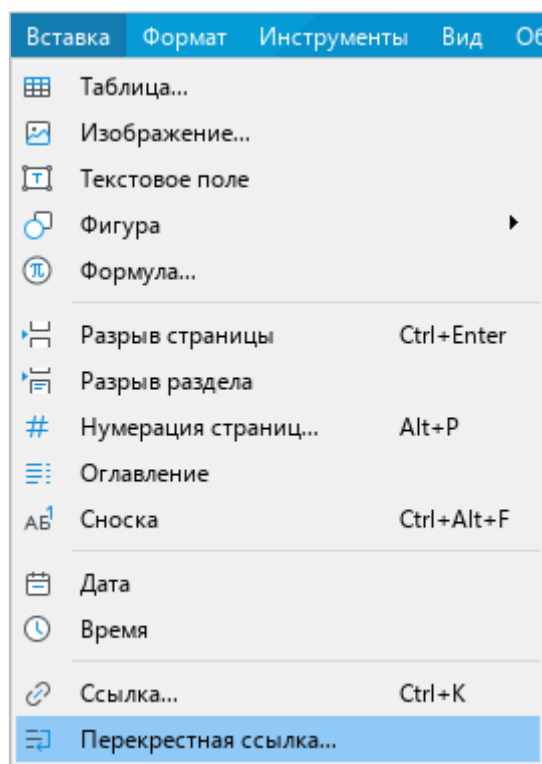 Вставка Формат Инструменты Вид
Таблица...
Изображение...
Текстовое поле
Фигура
Формула...
Разрыв страницы Ctrl+Enter
Разрыв раздела
Нумерация страниц... Alt+P
Оглавление
Сноска Ctrl+Alt+F
Дата
Время
Ссылка... Ctrl+K
Перекрестная ссылка...